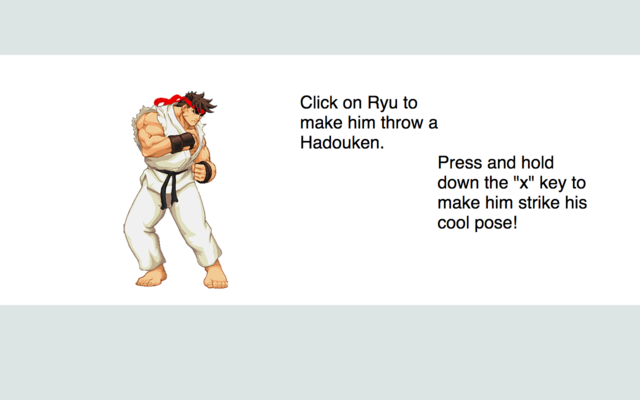 Click on Ryu to
make him throw a
Hadouken.
Press and hold
down the "x" key to
make him strike his
cool pose!